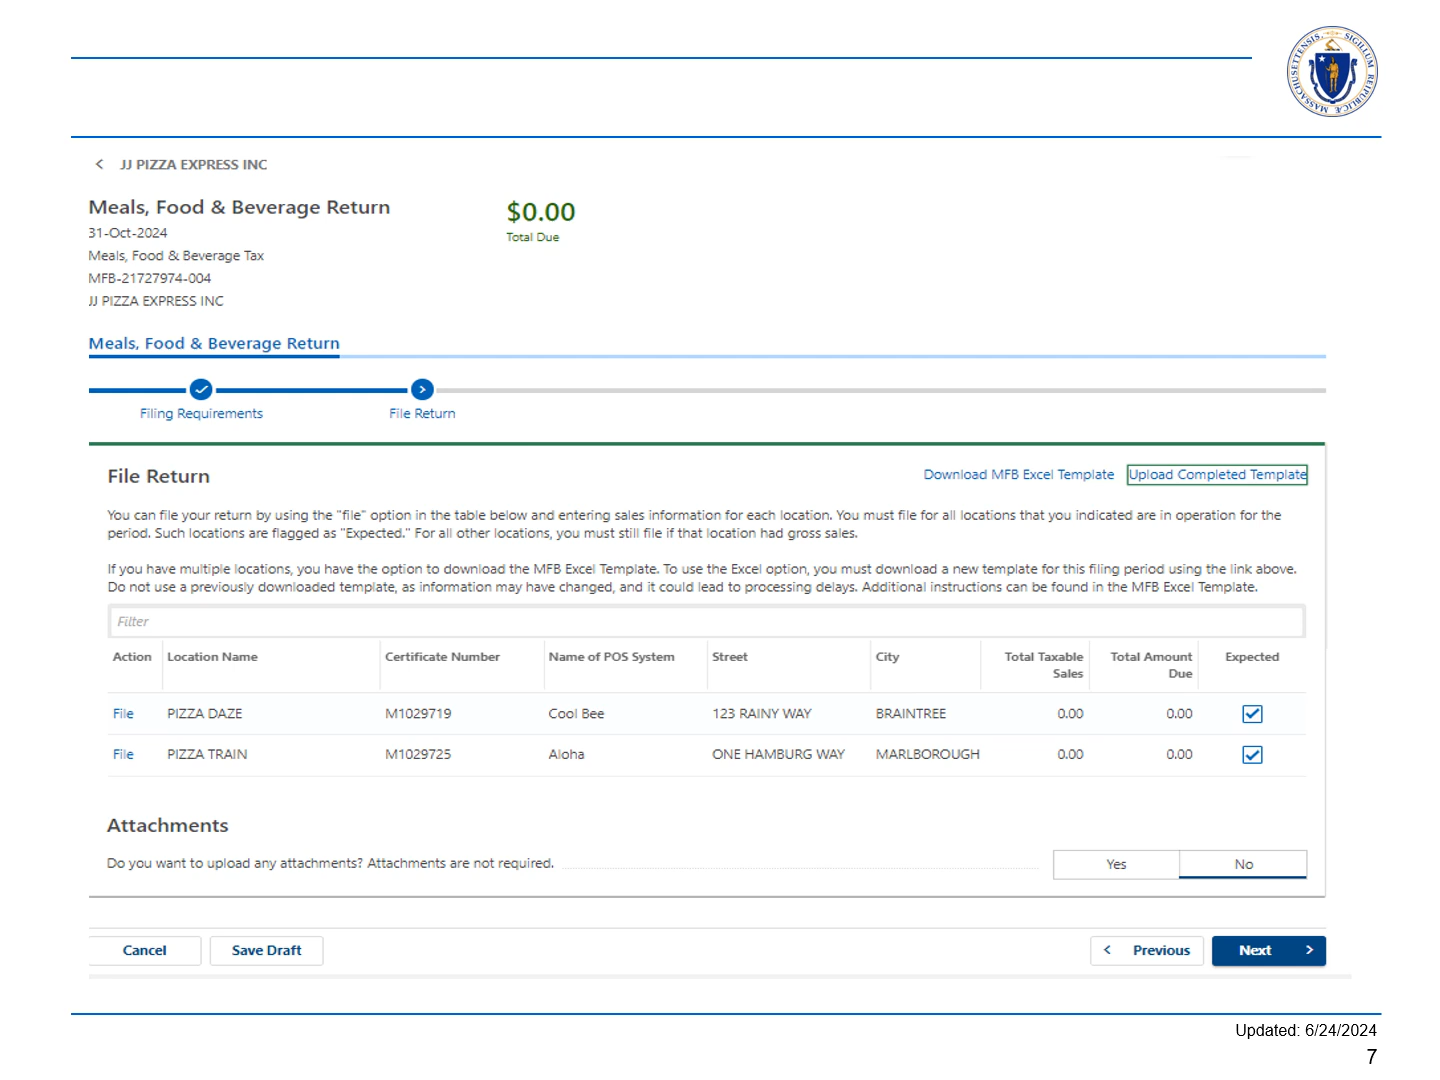 MASSACHUSETTENSIS. SIGILLUM REIPUBLICÆ
< JJ PIZZA EXPRESS INC
Meals, Food & Beverage Return
$0.00
31-Oct-2024
Total Due
Meals, Food & Beverage Tax
MFB-21727974-004
JJ PIZZA EXPRESS INC
Meals, Food & Beverage Return
Filing Requirements
File Return
File Return
Download MFB Excel Template Upload Completed Template
You can file your return by using the "file" option in the table below and entering sales information for each location. You must file for all locations that you indicated are in operation for the
period. Such locations are flagged as "Expected." For all other locations, you must still file if that location had gross sales.
If you have multiple locations, you have the option to download the MFB Excel Template. To use the Excel option, you must download a new template for this filing period using the link above.
Do not use a previously downloaded template, as information may have changed, and it could lead to processing delays. Additional instructions can be found in the MFB Excel Template.
Filter
Action Location Name Certificate Number Name of POS System Street City Total Taxable Sales Total Amount Due Expected
File PIZZA DAZE M1029719 Cool Bee 123 RAINY WAY BRAINTREE 0.00 0.00
File PIZZA TRAIN M1029725 Aloha ONE HAMBURG WAY MARLBOROUGH 0.00 0.00
Attachments
Do you want to upload any attachments? Attachments are not required.
Yes No
Cancel Save Draft < Previous Next >
Updated: 6/24/2024
7